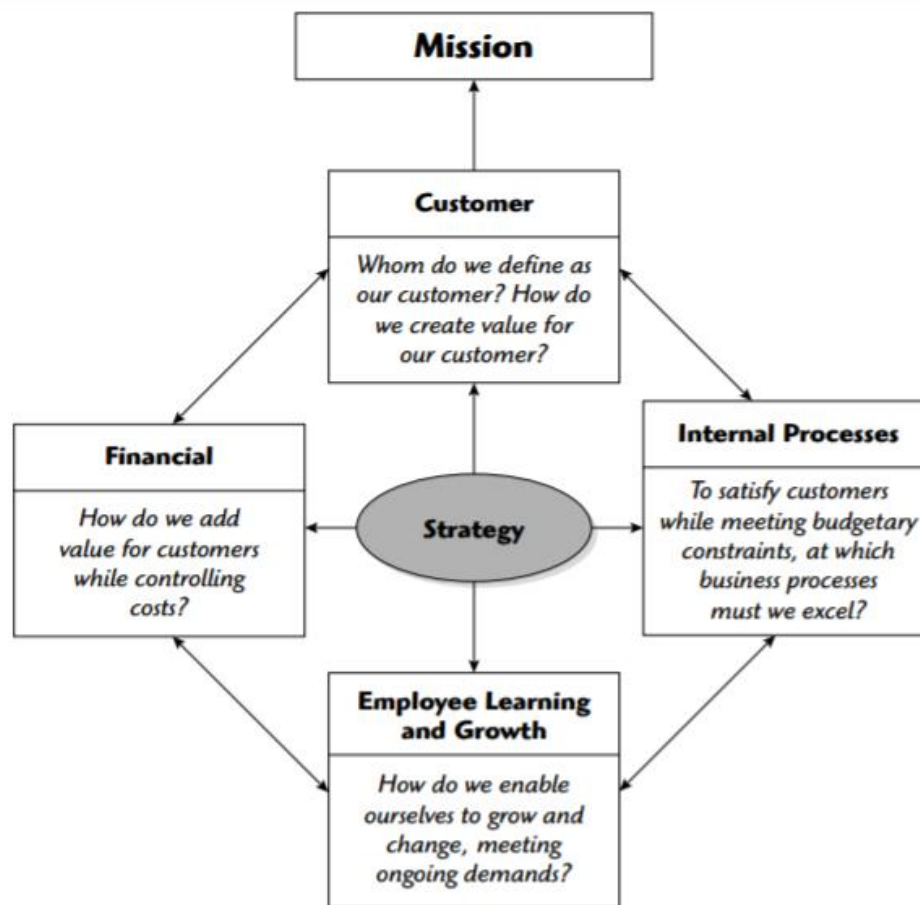 Mission
Customer
Whom do we define as
our customer? How do
we create value for
our customer?
Financial
How do we add
value for customers
while controlling
costs?
Strategy
Internal Processes
To satisfy customers
while meeting budgetary
constraints, at which
business processes
must we excel?
Employee Learning
and Growth
How do we enable
ourselves to grow and
change, meeting
ongoing demands?